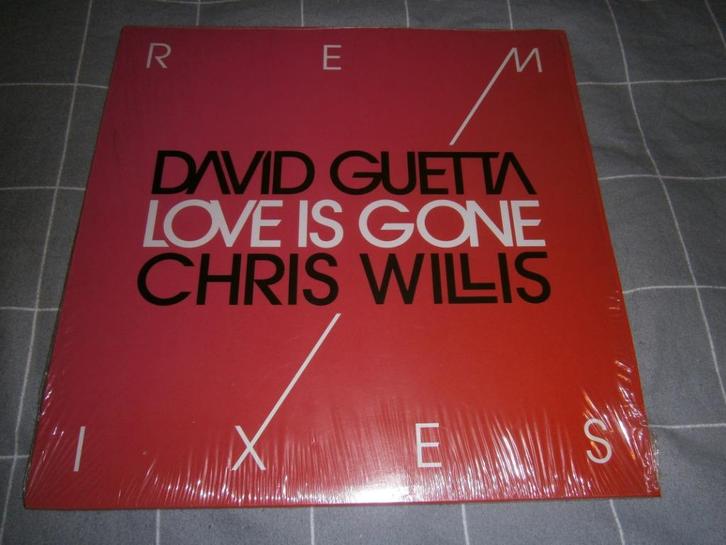 R E M
DAVID GUETTA
LOVE IS GONE
CHRIS WILLIS
I X E S